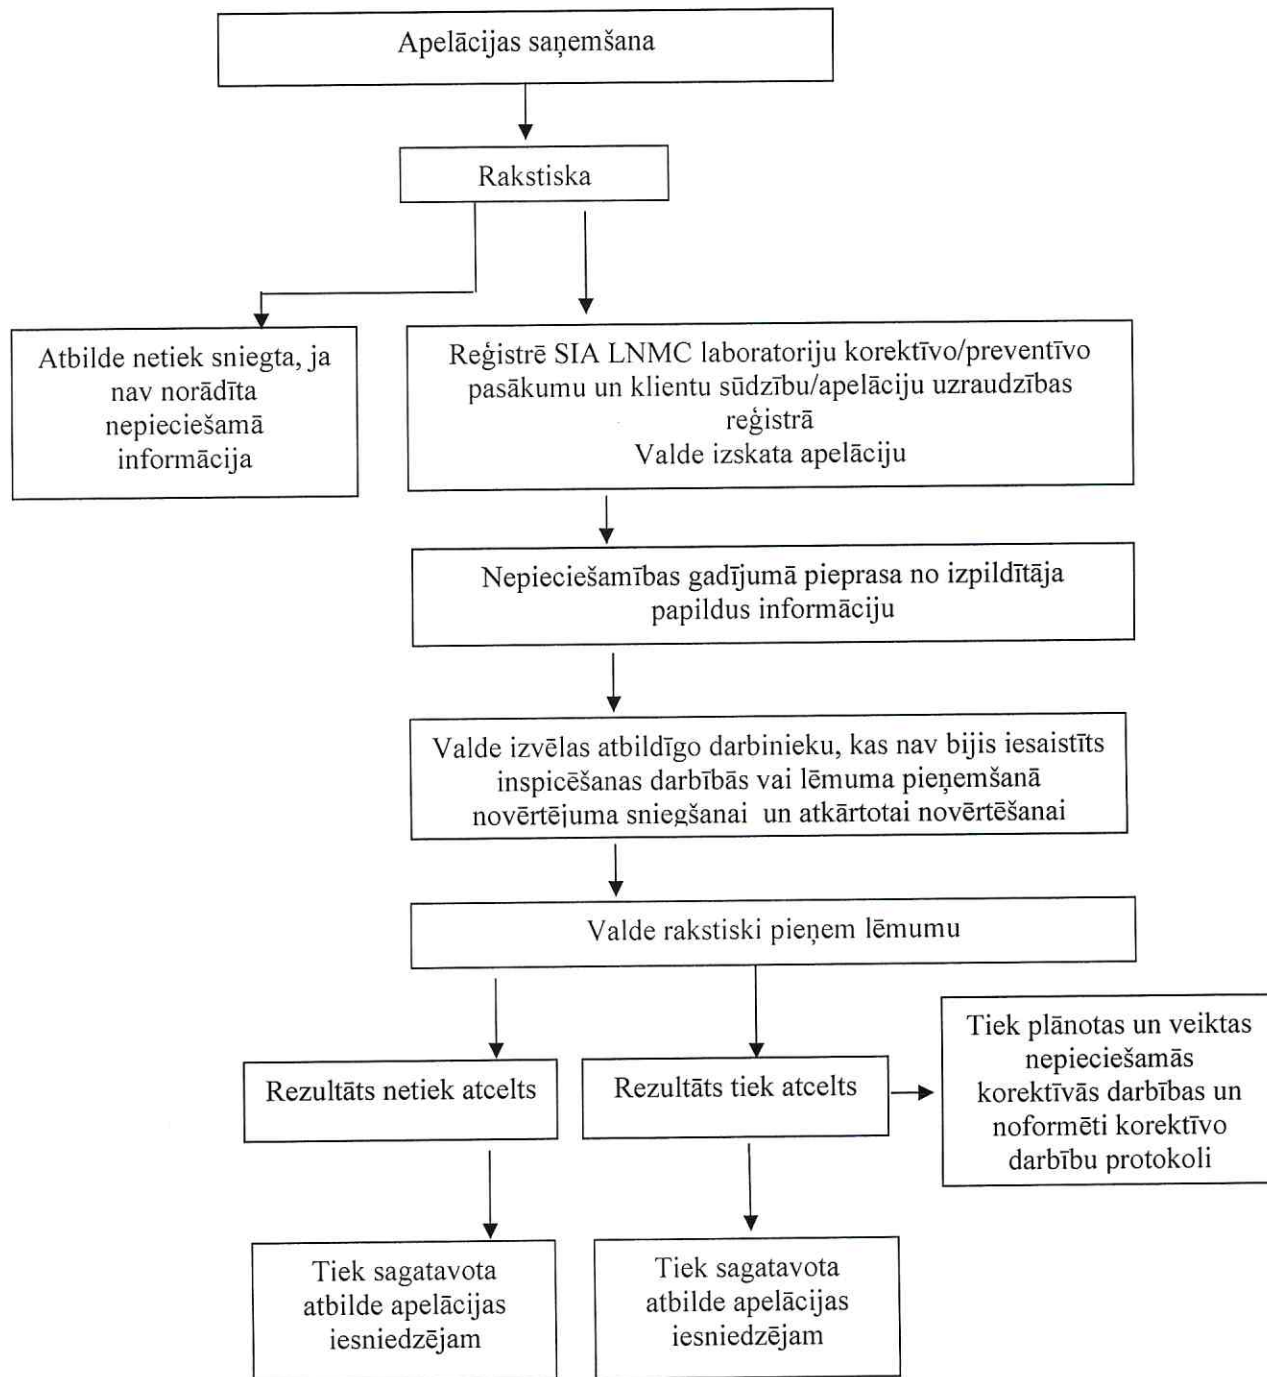 Apelācijas saņemšana
Rakstiska
Atbilde netiek sniegta, ja
nav norādīta
nepieciešamā
informācija
Reģistrē SIA LNMC laboratoriju korektīvo/preventīvo
pasākumu un klientu sūdzību/apelāciju uzraudzības
reģistrā
Valde izskata apelāciju
Nepieciešamības gadījumā pieprasa no izpildītāja
papildus informāciju
Valde izvēlas atbildīgo darbinieku, kas nav bijis iesaistīts
inspicēšanas darbībās vai lēmuma pieņemšanā
novērtējuma sniegšanai un atkārtotai novērtēšanai
Valde rakstiski pieņem lēmumu
Rezultāts netiek atcelts
Rezultāts tiek atcelts
Tiek plānotas un veiktas
nepieciešamās
korektīvās darbības un
noformēti korektīvo
darbību protokoli
Tiek sagatavota
atbilde apelācijas
iesniedzējam
Tiek sagatavota
atbilde apelācijas
iesniedzējam